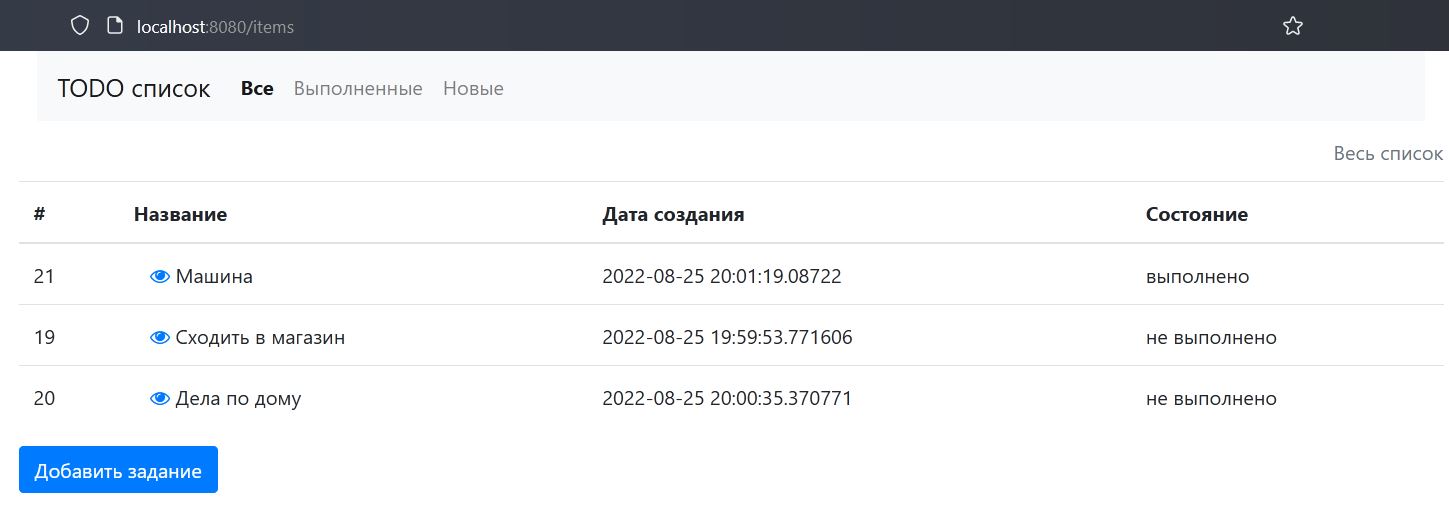 localhost:8080/items
TODO список Все Выполненные Новые
Весь список
# Название Дата создания Состояние
21 Машина 2022-08-25 20:01:19.08722 выполнено
19 Сходить в магазин 2022-08-25 19:59:53.771606 не выполнено
20 Дела по дому 2022-08-25 20:00:35.370771 не выполнено
Добавить задание